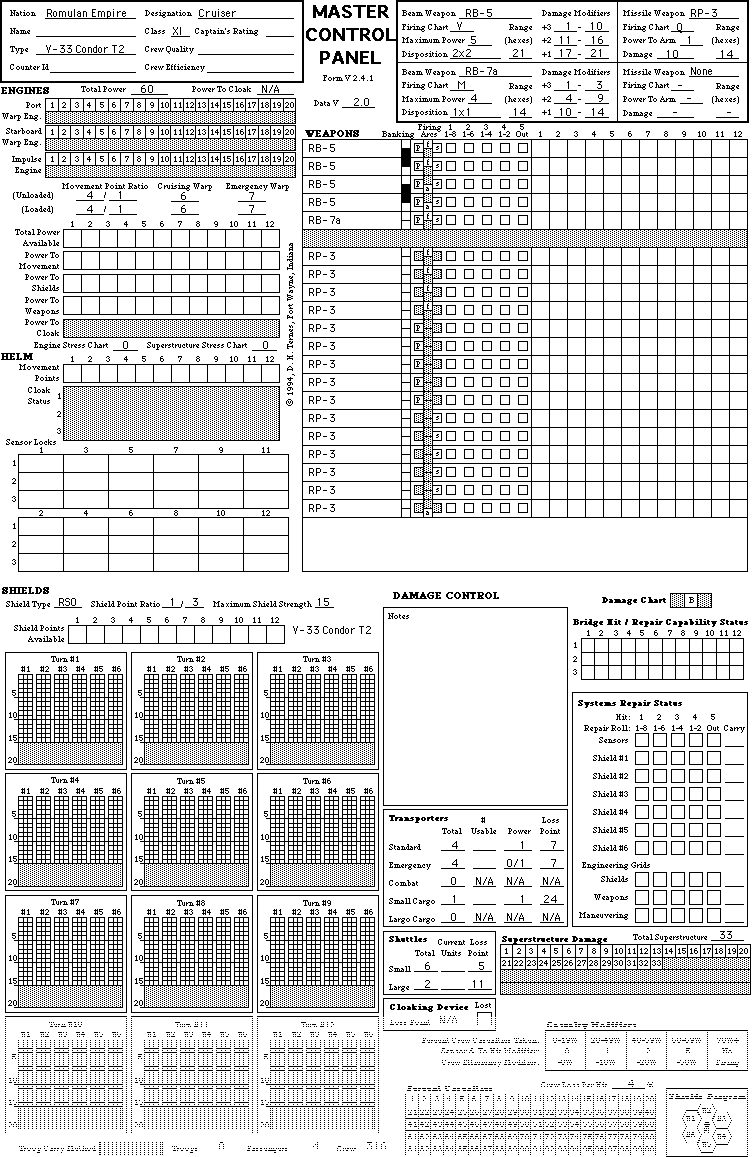 Nation Romulan Empire Designation Cruiser
Name Class XI Captain's Rating
Type V-33 Condor T2 Crew Quality
Counter Id Crew Efficiency
MASTER
CONTROL
PANEL
Form V 2.4.1
Data V 2.0
Beam Weapon RB-5 Damage Modifiers
Firing Chart V Range +3 1 - 10
Maximum Power 5 (hexes) +2 11 - 16
Disposition 2x2 21 +1 17 - 21
Missile Weapon RP-3
Firing Chart Q Range
Power To Arm 1 (hexes)
Damage 10 14
Beam Weapon RB-7a Damage Modifiers
Firing Chart M Range +3 1 - 3
Maximum Power 4 (hexes) +2 4 - 9
Disposition 1x1 14 +1 10 - 14
Missile Weapon None
Firing Chart - Range
Power To Arm - (hexes)
Damage - -
ENGINES Total Power 60 Power To Cloak N/A
Port Warp Eng. 1 2 3 4 5 6 7 8 9 10 11 12 13 14 15 16 17 18 19 20
Starboard Warp Eng. 1 2 3 4 5 6 7 8 9 10 11 12 13 14 15 16 17 18 19 20
Impulse Engine 1 2 3 4 5 6 7 8 9 10 11 12 13 14 15 16 17 18 19 20
Movement Point Ratio Cruising Warp Emergency Warp
(Unloaded) 4 / 1 6 7
(Loaded) 4 / 1 6 7
1 2 3 4 5 6 7 8 9 10 11 12
Total Power Available
Power To Movement
Power To Shields
Power To Weapons
Power To Cloak
Engine Stress Chart 0 Superstructure Stress Chart 0
© 1994, D. H. Ternes, Fort Wayne, Indiana
HELM 1 2 3 4 5 6 7 8 9 10 11 12
Movement Points
Cloak Status 1
2
3
Sensor Locks
1 3 5 7 9 11
1
2
3
2 4 6 8 10 12
1
2
3
WEAPONS Banking Firing Arcs 1 2 3 4 5 1 2 3 4 5 6 7 8 9 10 11 12
1-8 1-6 1-4 1-2 Out
RB-5 p f s
RB-5 p s
RB-5 p f s
RB-5 p a s
RB-7a p f s
RP-3 f
RP-3
RP-3
RP-3
RP-3 p
RP-3 p
RP-3 p
RP-3 p
RP-3 p
RP-3 s
RP-3 s
RP-3 s
RP-3 s
RP-3 s
RP-3 a
SHIELDS
Shield Type RSO Shield Point Ratio 1 / 3 Maximum Shield Strength 15
1 2 3 4 5 6 7 8 9 10 11 12
Shield Points Available V-33 Condor T2
Turn #1 Turn #2 Turn #3
#1 #2 #3 #4 #5 #6 #1 #2 #3 #4 #5 #6 #1 #2 #3 #4 #5 #6
5
10
15
20
Turn #4 Turn #5 Turn #6
#1 #2 #3 #4 #5 #6 #1 #2 #3 #4 #5 #6 #1 #2 #3 #4 #5 #6
5
10
15
20
Turn #7 Turn #8 Turn #9
#1 #2 #3 #4 #5 #6 #1 #2 #3 #4 #5 #6 #1 #2 #3 #4 #5 #6
5
10
15
20
DAMAGE CONTROL
Notes
Damage Chart B
Bridge Hit / Repair Capability Status
1 2 3 4 5 6 7 8 9 10 11 12
1
2
3
Systems Repair Status
Hit: 1 2 3 4 5
Repair Roll: 1-8 1-6 1-4 1-2 Out Carry
Sensors
Shield #1
Shield #2
Shield #3
Shield #4
Shield #5
Shield #6
Engineering Grids
Shields
Weapons
Maneuvering
Transporters # Loss
Total Usable Power Point
Standard 4 1 7
Emergency 4 0/1 7
Combat 0 N/A N/A N/A
Small Cargo 1 1 24
Large Cargo 0 N/A N/A N/A
Shuttles Current Loss
Total Units Point
Small 6 5
Large 2 11
Superstructure Damage Total Superstructure 33
1 2 3 4 5 6 7 8 9 10 11 12 13 14 15 16 17 18 19 20
21 22 23 24 25 26 27 28 29 30 31 32 33
Cloaking Device Lost
Loss Point N/A